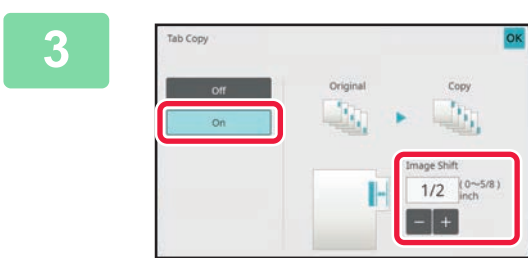 3
Tab Copy
OK
Off
On
Original
Copy
Image Shift
1/2
(0～5/8)
inch
− +